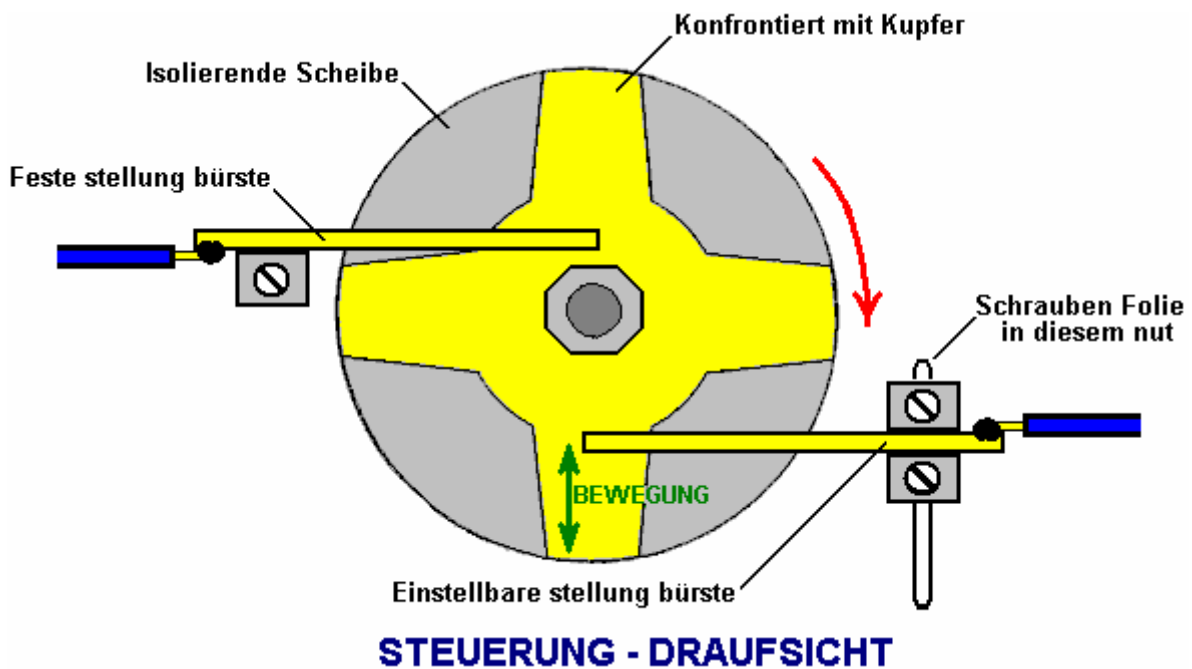 Konfrontiert mit Kupfer
Isolierende Scheibe
Feste stellung bürste
Schrauben Folie
in diesem nut
BEWEGUNG
Einstellbare stellung bürste
STEUERUNG - DRAUFSICHT